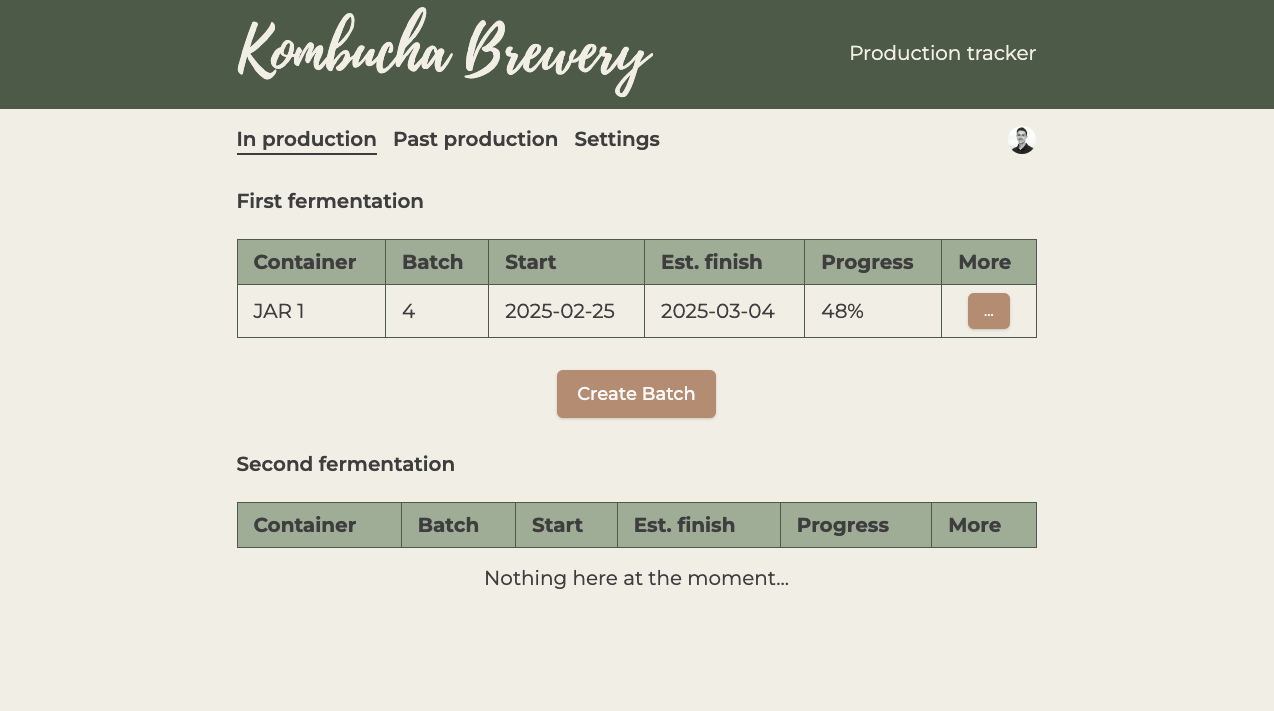 Kombucha Brewery
Production tracker
In production Past production Settings
First fermentation
Container Batch Start Est. finish Progress More
JAR 1 4 2025-02-25 2025-03-04 48% ...
Create Batch
Second fermentation
Container Batch Start Est. finish Progress More
Nothing here at the moment...